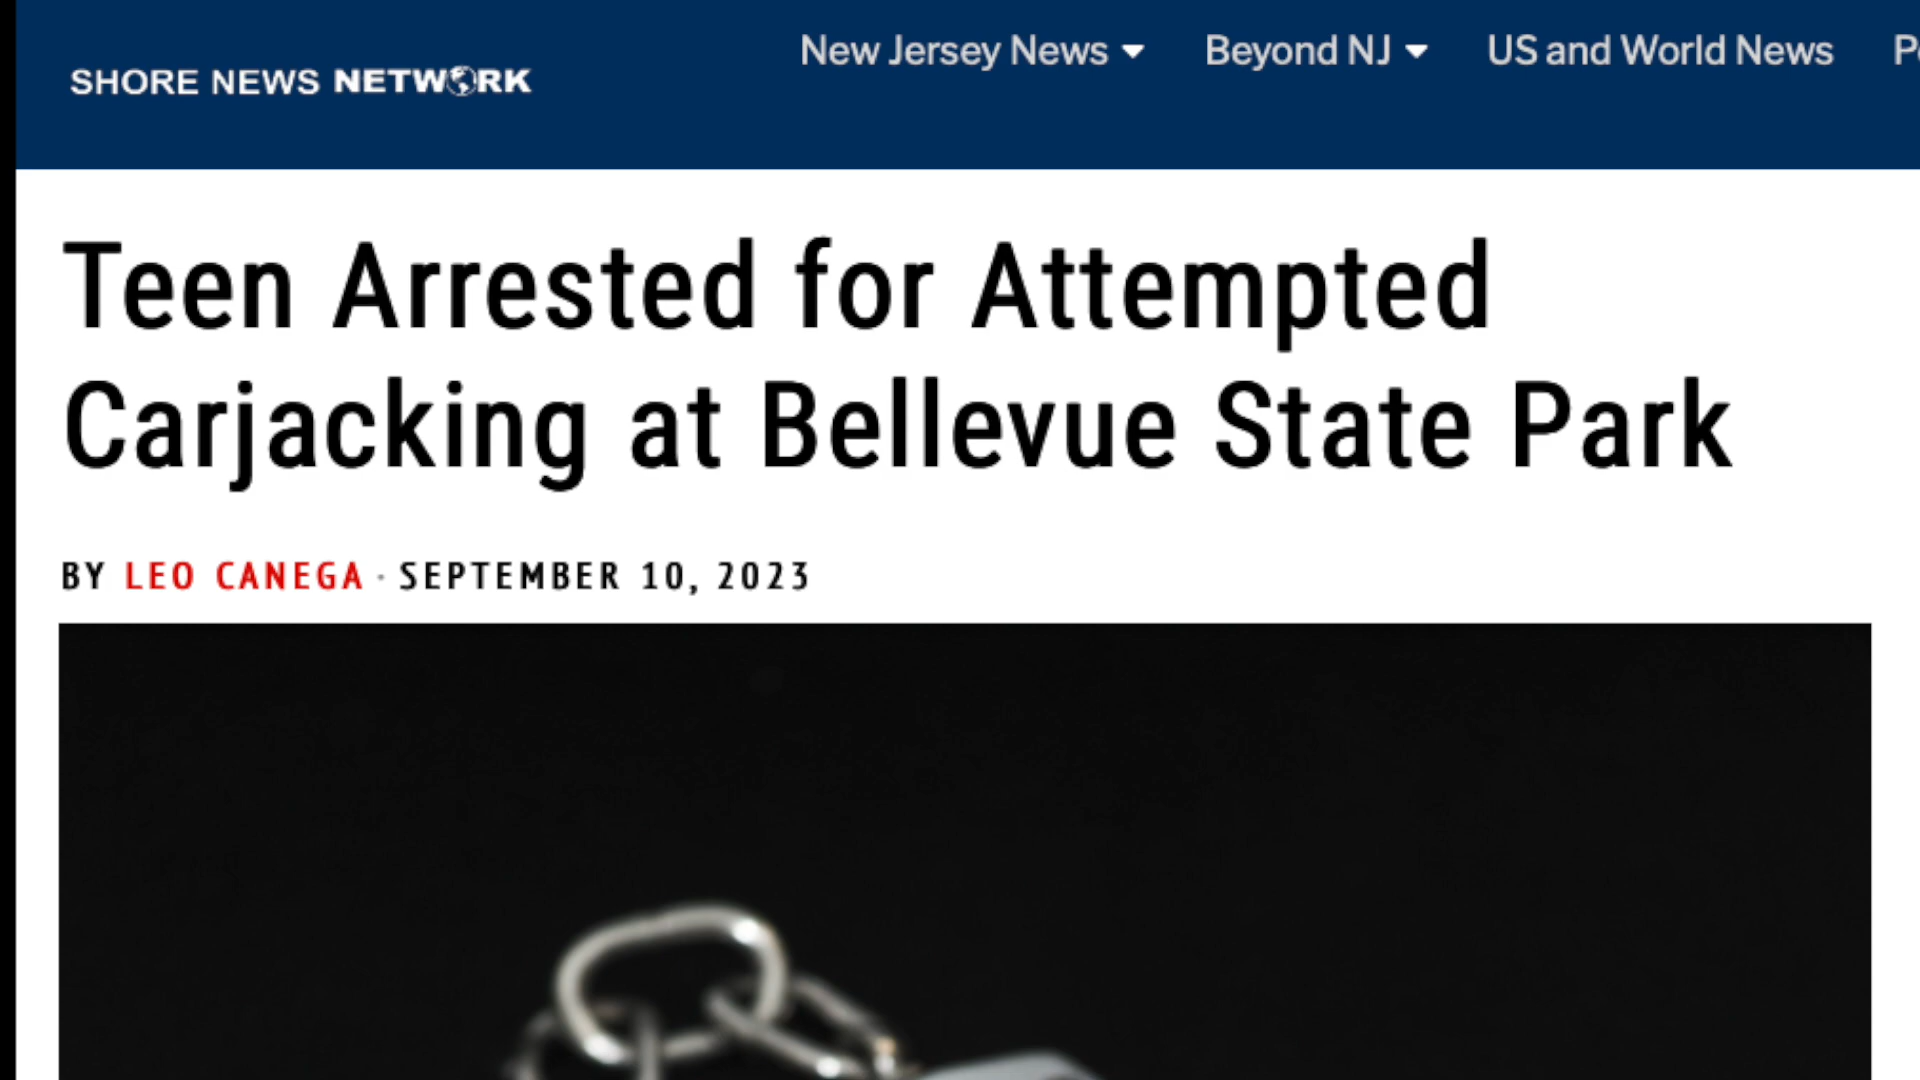 SHORE NEWS NETWORK
New Jersey News
Beyond NJ
US and World News
Teen Arrested for Attempted
Carjacking at Bellevue State Park
BY LEO CANEGA · SEPTEMBER 10, 2023